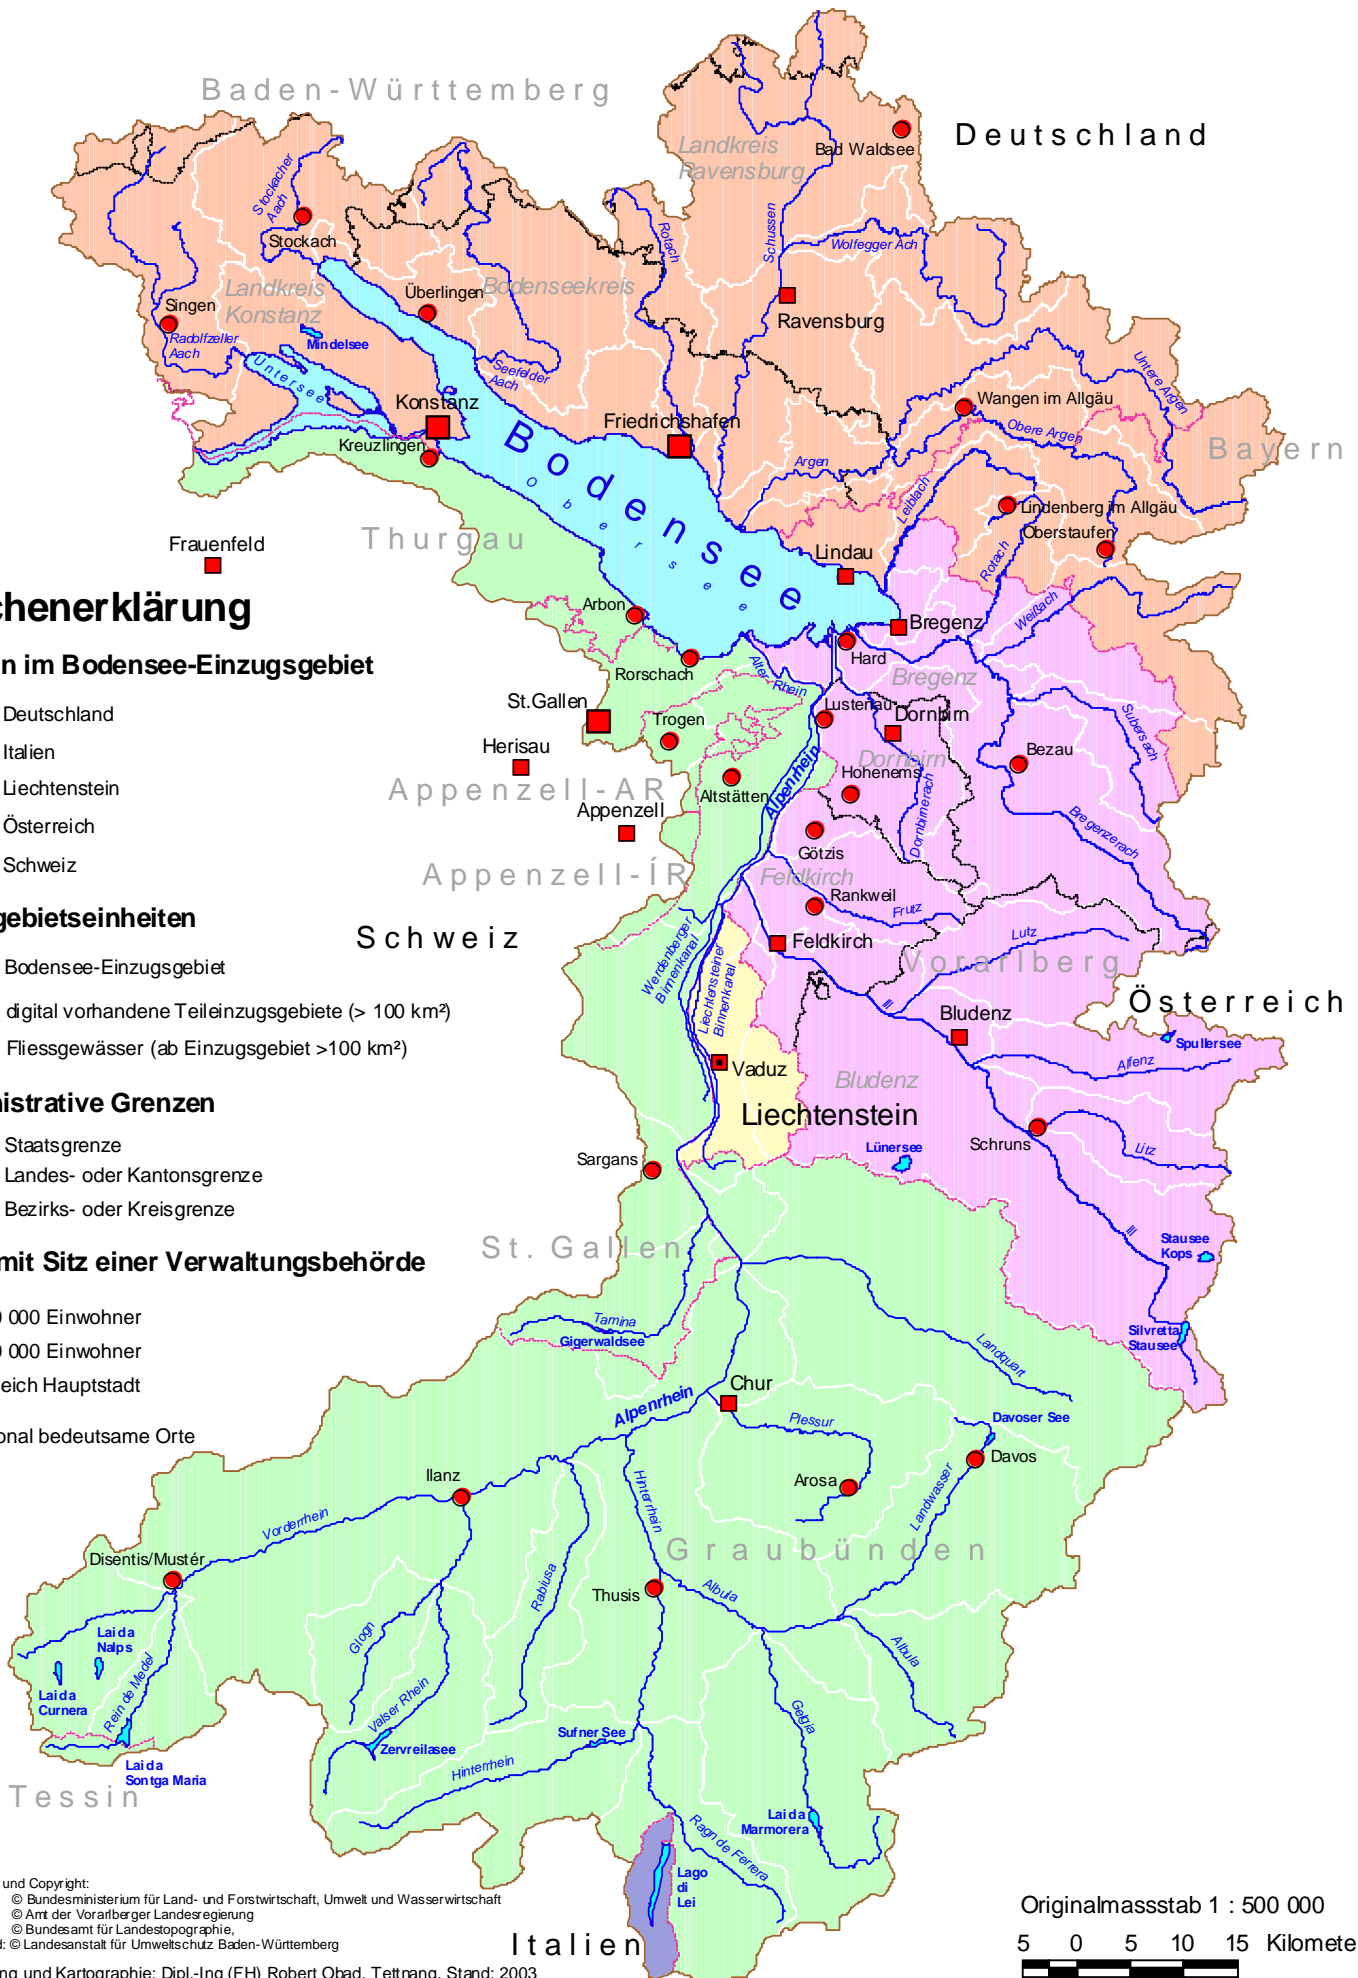 Baden-Württemberg
Deutschland
Landkreis
Ravensburg
Bad Waldsee
Stockacher
Aach
Stockach
Rotach
Schussen
Wolfegger Ach
Landkreis
Konstanz
Überlingen
Bodenseekreis
Singen
Radolfzeller
Aach
Mindelsee
Ravensburg
Untersee
Seefelder
Aach
Untere Argen
Konstanz
Friedrichshafen
Wangen im Allgäu
Obere Argen
Bayern
Kreuzlingen
Bodensee
Obersee
Argen
Leiblach
Lindenberg im Allgäu
Oberstaufen
Thurgau
Frauenfeld
Lindau
Rotach
Weißach
chenerklärung
Arbon
Bregenz
Hard
n im Bodensee-Einzugsgebiet
Rorschach
Alter Rhein
Bregenz
Deutschland
St.Gallen
Trogen
Lustenau
Dornbirn
Subersach
Italien
Herisau
Dornbirn
Bezau
Liechtenstein
Appenzell-AR
Altstätten
Alpenrhein
Hohenems
Österreich
Appenzell
Götzis
Dornbirnerach
Bregenzerach
Schweiz
Appenzell-ÍR
Feldkirch
Rankweil
Frutz
gebietseinheiten
Schweiz
Werdenberger
Binnenkanal
Liechtensteiner
Binnenkanal
Feldkirch
Lutz
Vorarlberg
Bodensee-Einzugsgebiet
digital vorhandene Teileinzugsgebiete (> 100 km²)
Ill
Österreich
Bludenz
Spullersee
Fliessgewässer (ab Einzugsgebiet >100 km²)
Vaduz
Alfenz
Bludenz
nistrative Grenzen
Liechtenstein
Staatsgrenze
Schruns
Litz
Landes- oder Kantonsgrenze
Sargans
Lünersee
Bezirks- oder Kreisgrenze
St. Gallen
Ill
Stausee
Kops
mit Sitz einer Verwaltungsbehörde
0 000 Einwohner
Tamina
Gigerwaldsee
Silvretta
Stausee
0 000 Einwohner
Landquart
eich Hauptstadt
Chur
Alpenrhein
Plessur
Davoser See
onal bedeutsame Orte
Davos
Ilanz
Hinterrhein
Arosa
Landwasser
Vorderrhein
Graubünden
Disentis/Mustér
Rabiusa
Thusis
Albula
Glogn
Lai da
Nalps
Albula
Lai da
Curnera
Rein de Medel
Valser Rhein
Gelgia
Sufner See
Zervreilasee
Lai da
Sontga Maria
Hinterrhein
Tessin
Lai da
Marmorera
Ragn de Ferrera
Lago
di
Lei
und Copyright:
© Bundesministerium für Land- und Forstwirtschaft, Umwelt und Wasserwirtschaft
© Amt der Vorarlberger Landesregierung
© Bundesamt für Landestopographie,
d: © Landesanstalt für Umweltschutz Baden-Württemberg
Italien
Originalmassstab 1 : 500 000
5 0 5 10 15 Kilomete
ng und Kartographie: Dipl.-Ing (FH) Robert Obad, Tettnang, Stand: 2003